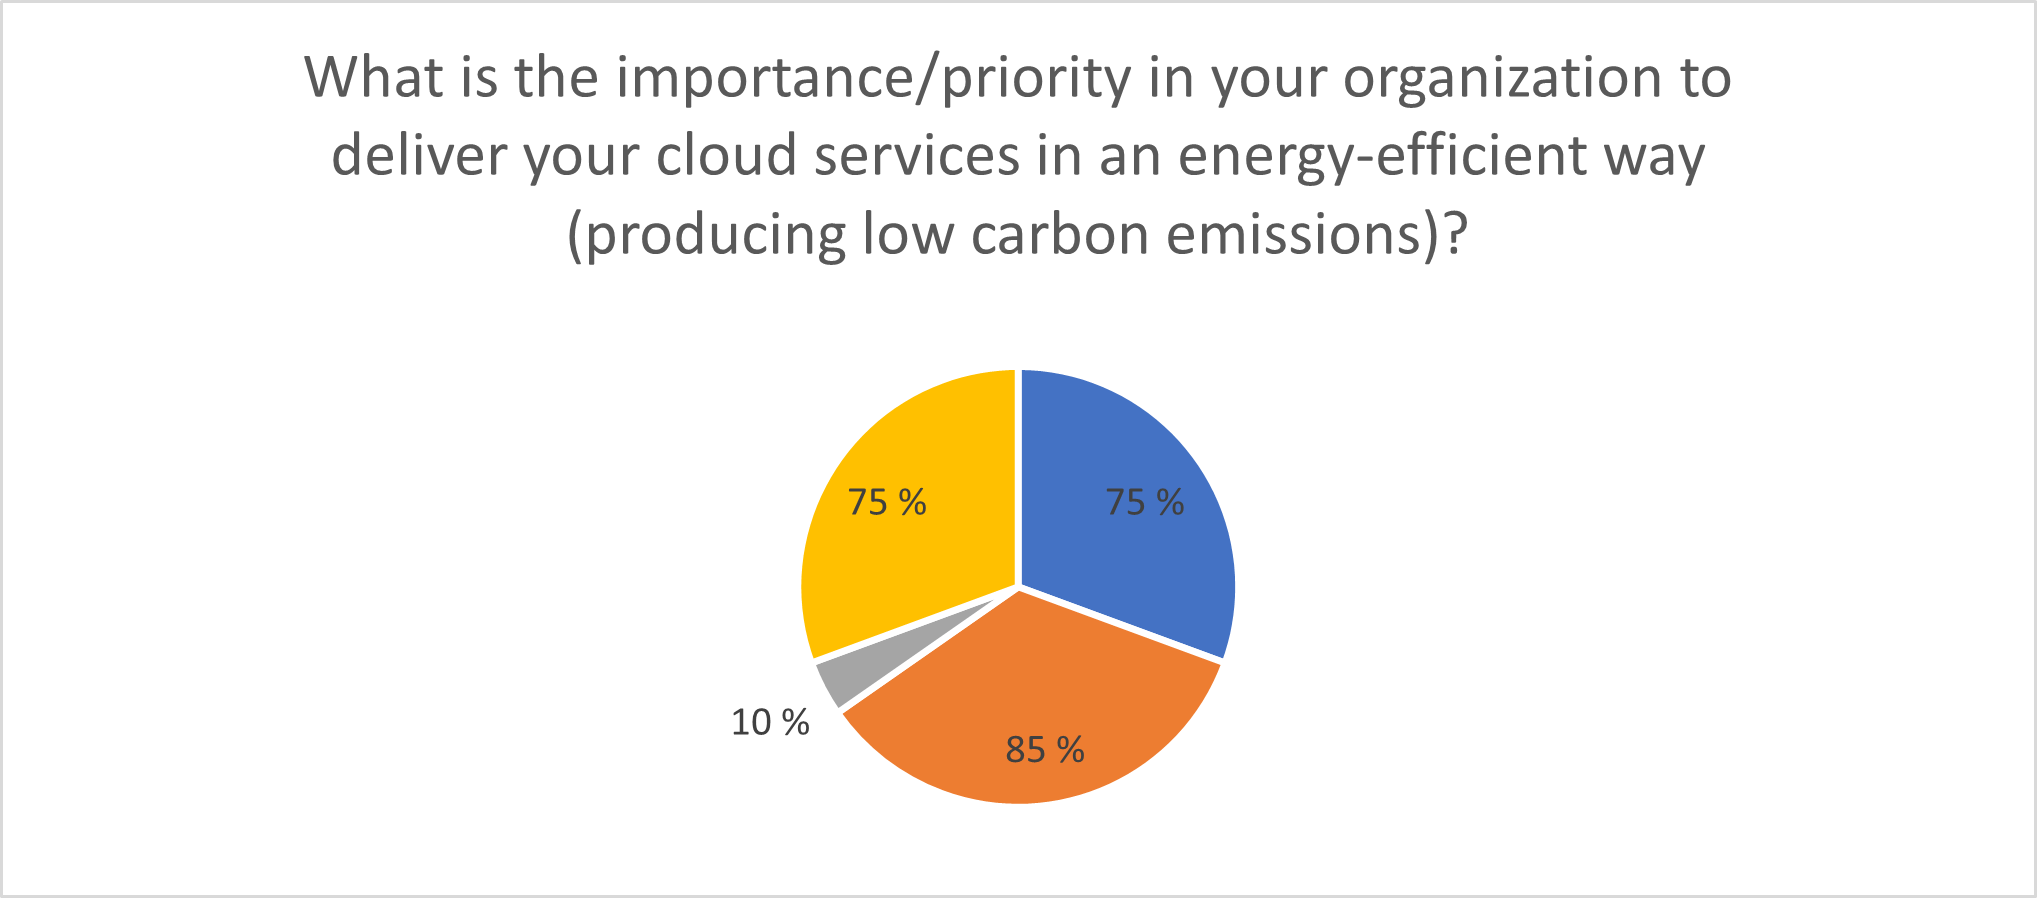 What is the importance/priority in your organization to
deliver your cloud services in an energy-efficient way
(producing low carbon emissions)?
75 %
75 %
10 %
85 %